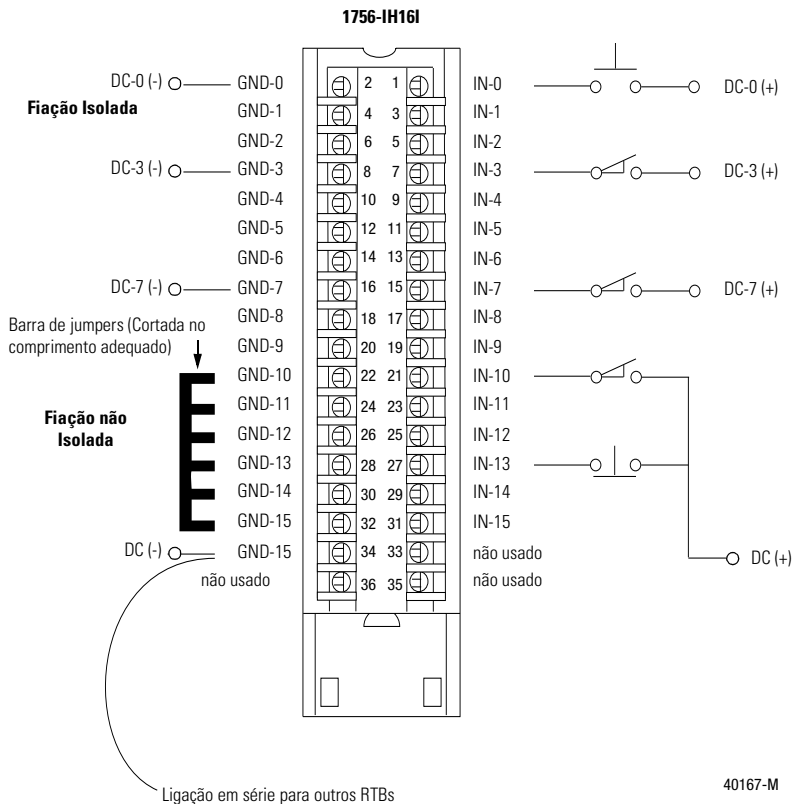 1756-IH16I
DC-0 (-) GND-0 2 1 IN-0 DC-0 (+)
Fiação Isolada GND-1 4 3 IN-1
GND-2 6 5 IN-2
DC-3 (-) GND-3 8 7 IN-3 DC-3 (+)
GND-4 10 9 IN-4
GND-5 12 11 IN-5
GND-6 14 13 IN-6
DC-7 (-) GND-7 16 15 IN-7 DC-7 (+)
GND-8 18 17 IN-8
Barra de jumpers (Cortada no
comprimento adequado)
GND-9 20 19 IN-9
GND-10 22 21 IN-10
GND-11 24 23 IN-11
Fiação não
Isolada
GND-12 26 25 IN-12
GND-13 28 27 IN-13
GND-14 30 29 IN-14
GND-15 32 31 IN-15
DC (-) GND-15 34 33 não usado DC (+)
não usado 36 35 não usado
Ligação em série para outros RTBs
40167-M